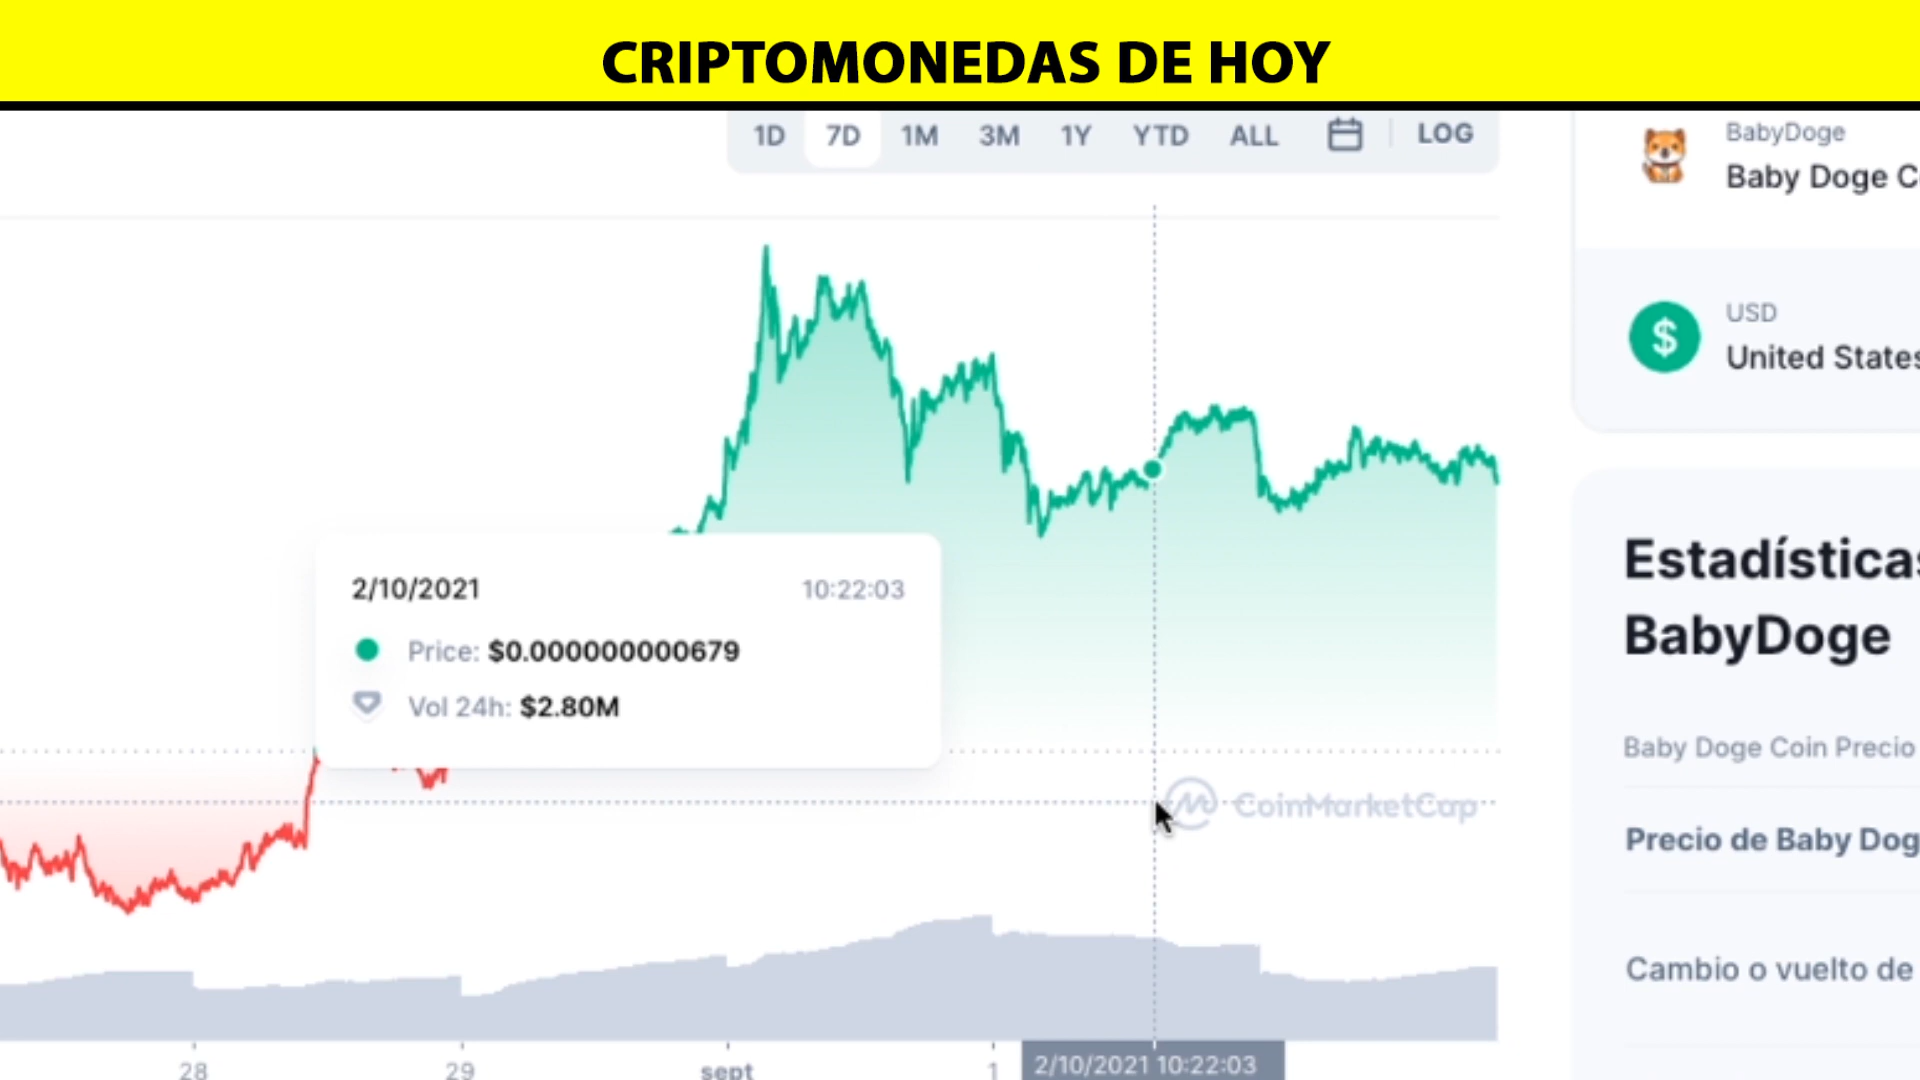 CRIPTOMONEDAS DE HOY
1D 7D 1M 3M 1Y YTD ALL LOG
BabyDoge
Baby Doge C
USD
United States
2/10/2021 10:22:03
Price: $0.000000000679
Vol 24h: $2.80M
CoinMarketCap
Estadísticas
BabyDoge
Baby Doge Coin Precio
Precio de Baby Dog
Cambio o vuelto de
28 29 sept 1 2/10/2021 10:22:03